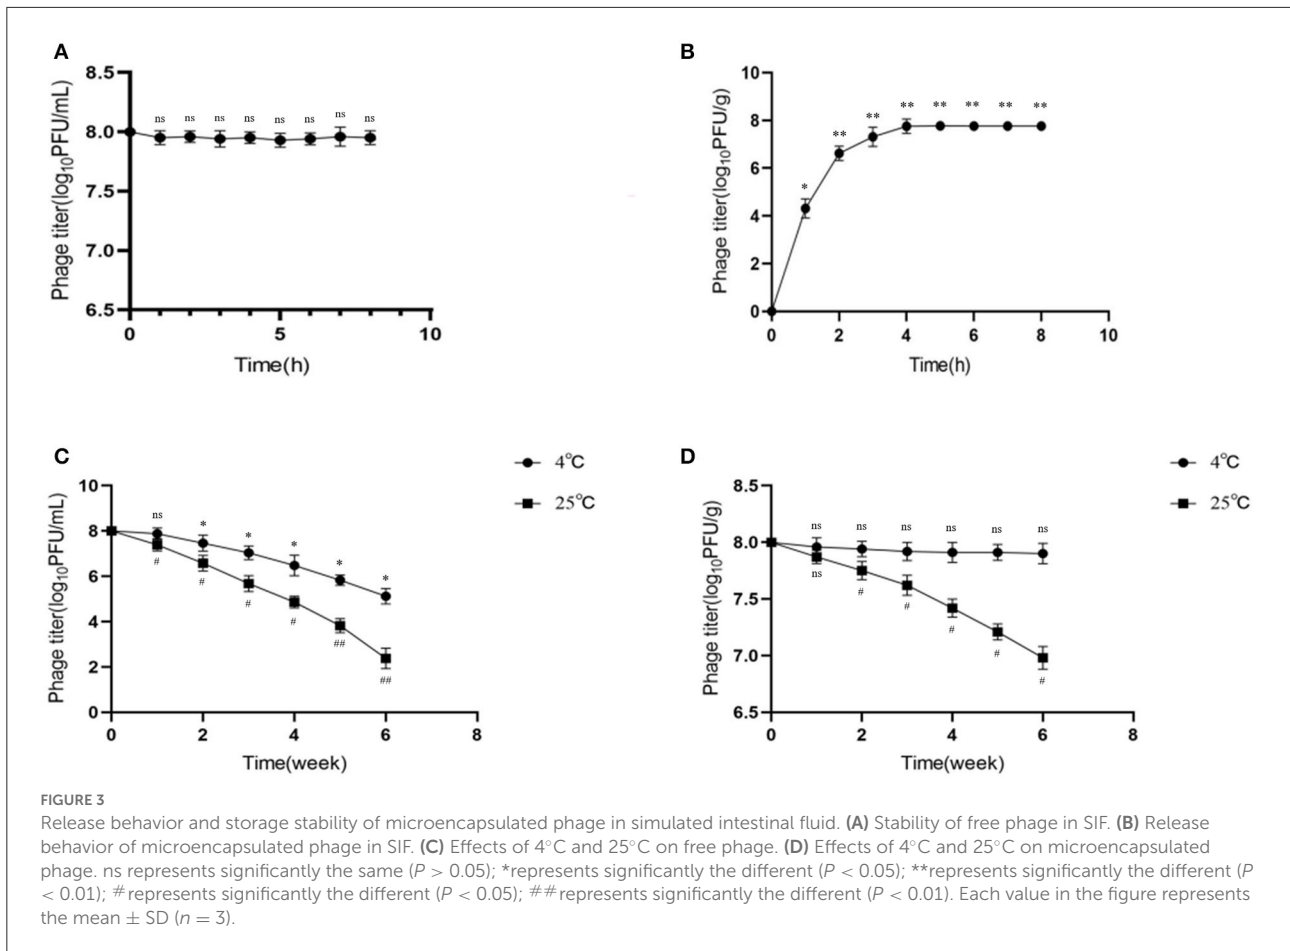 A
8.5
8.0
7.5
7.0
6.5
Phage titer(log₁₀PFU/mL)
ns ns ns ns ns ns ns ns
0 5 10
Time(h)
B
10
8
6
4
2
0
Phage titer(log₁₀PFU/g)
* ** ** ** ** ** ** **
0 2 4 6 8 10
Time(h)
C
4°C
25°C
10
8
6
4
2
0
Phage titer(log₁₀PFU/mL)
ns * * * * *
# # # # ## ##
0 2 4 6 8
Time(week)
D
4°C
25°C
8.5
8.0
7.5
7.0
6.5
Phage titer(log₁₀PFU/g)
ns ns ns ns ns ns
ns # # # # #
0 2 4 6 8
Time(week)
FIGURE 3
Release behavior and storage stability of microencapsulated phage in simulated intestinal fluid. (A) Stability of free phage in SIF. (B) Release
behavior of microencapsulated phage in SIF. (C) Effects of 4°C and 25°C on free phage. (D) Effects of 4°C and 25°C on microencapsulated
phage. ns represents significantly the same (P > 0.05); *represents significantly the different (P < 0.05); **represents significantly the different (P
< 0.01); #represents significantly the different (P < 0.05); ##represents significantly the different (P < 0.01). Each value in the figure represents
the mean ± SD (n = 3).